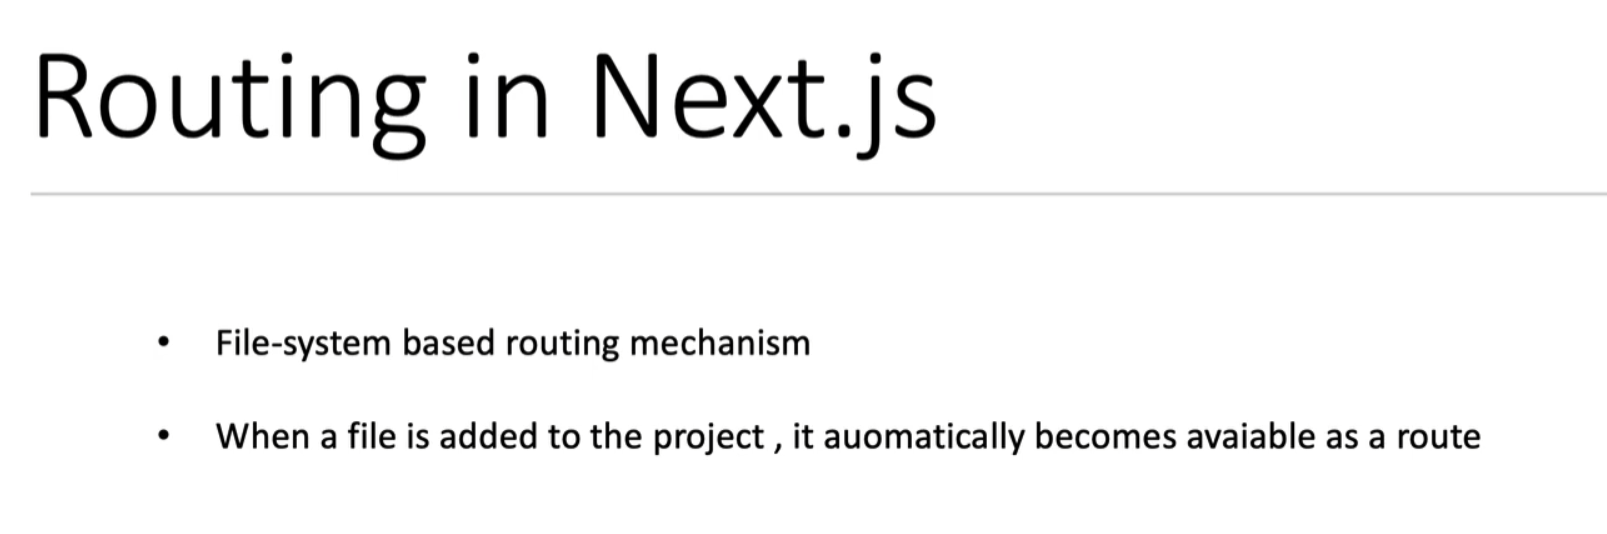 Routing in Next.js
• File-system based routing mechanism
• When a file is added to the project , it auomatically becomes avaiable as a route